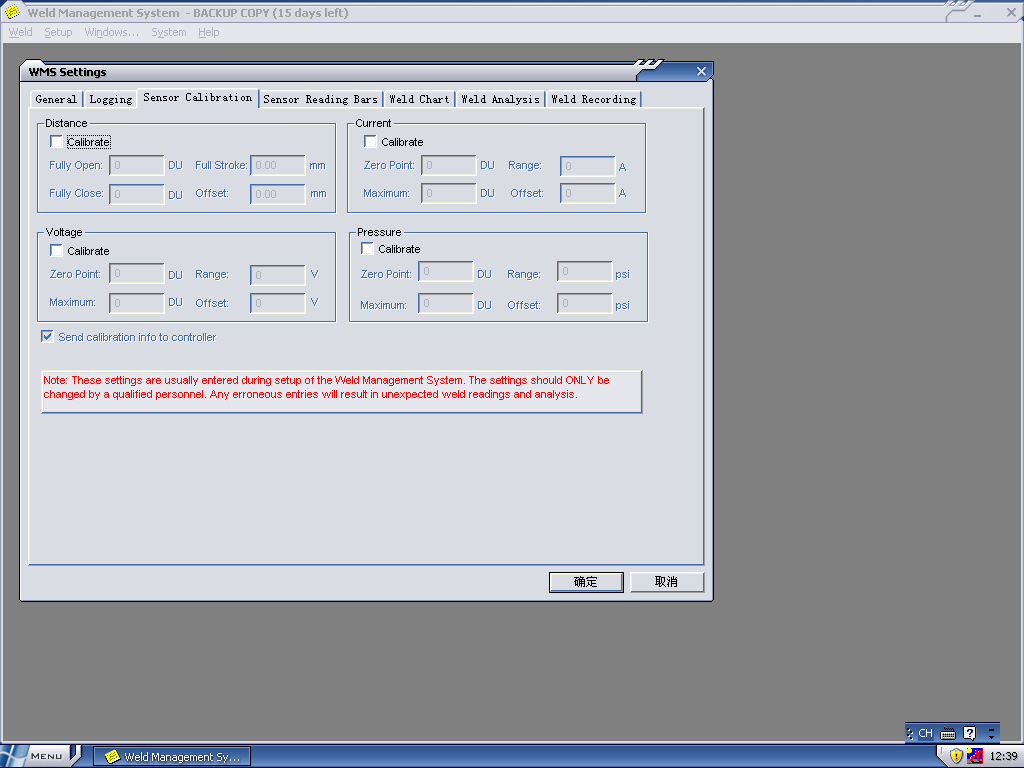 Weld Management System - BACKUP COPY (15 days left)
Weld Setup Windows... System Help
WMS Settings
General Logging Sensor Calibration Sensor Reading Bars Weld Chart Weld Analysis Weld Recording
Distance
Calibrate
Fully Open: 0 DU Full Stroke: 0.00 mm
Fully Close: 0 DU Offset: 0.00 mm
Current
Calibrate
Zero Point: 0 DU Range: 0 A
Maximum: 0 DU Offset: 0 A
Voltage
Calibrate
Zero Point: 0 DU Range: 0 V
Maximum: 0 DU Offset: 0 V
Pressure
Calibrate
Zero Point: 0 DU Range: 0 psi
Maximum: 0 DU Offset: 0 psi
Send calibration info to controller
Note: These settings are usually entered during setup of the Weld Management System. The settings should ONLY be
changed by a qualified personnel. Any erroneous entries will result in unexpected weld readings and analysis.
确定 取消
CH
MENU Weld Management Sy... 12:39